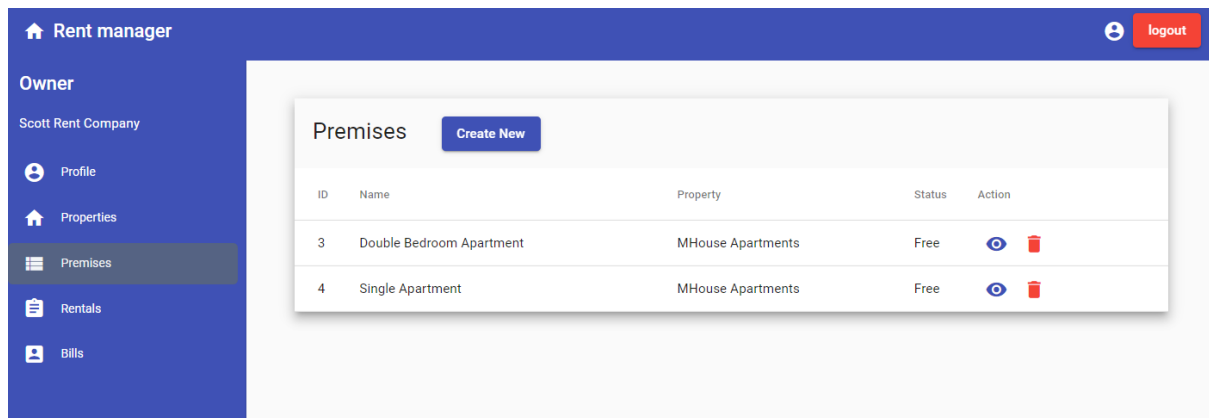 Rent manager
logout
Owner
Scott Rent Company
Profile
Properties
Premises
Rentals
Bills
Premises
Create New
ID Name Property Status Action
3 Double Bedroom Apartment MHouse Apartments Free
4 Single Apartment MHouse Apartments Free